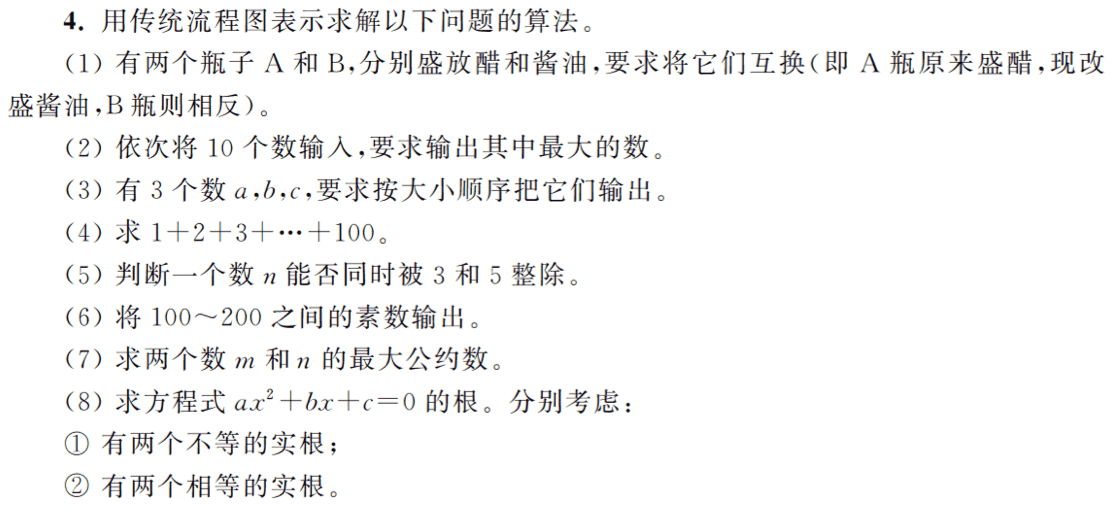 4. 用传统流程图表示求解以下问题的算法。
(1) 有两个瓶子 A 和 B,分别盛放醋和酱油,要求将它们互换(即 A 瓶原来盛醋,现改
盛酱油,B 瓶则相反)。
(2) 依次将 10 个数输入,要求输出其中最大的数。
(3) 有 3 个数 a,b,c,要求按大小顺序把它们输出。
(4) 求 1+2+3+…+100。
(5) 判断一个数 n 能否同时被 3 和 5 整除。
(6) 将 100~200 之间的素数输出。
(7) 求两个数 m 和 n 的最大公约数。
(8) 求方程式 ax²+bx+c=0 的根。分别考虑:
① 有两个不等的实根;
② 有两个相等的实根。